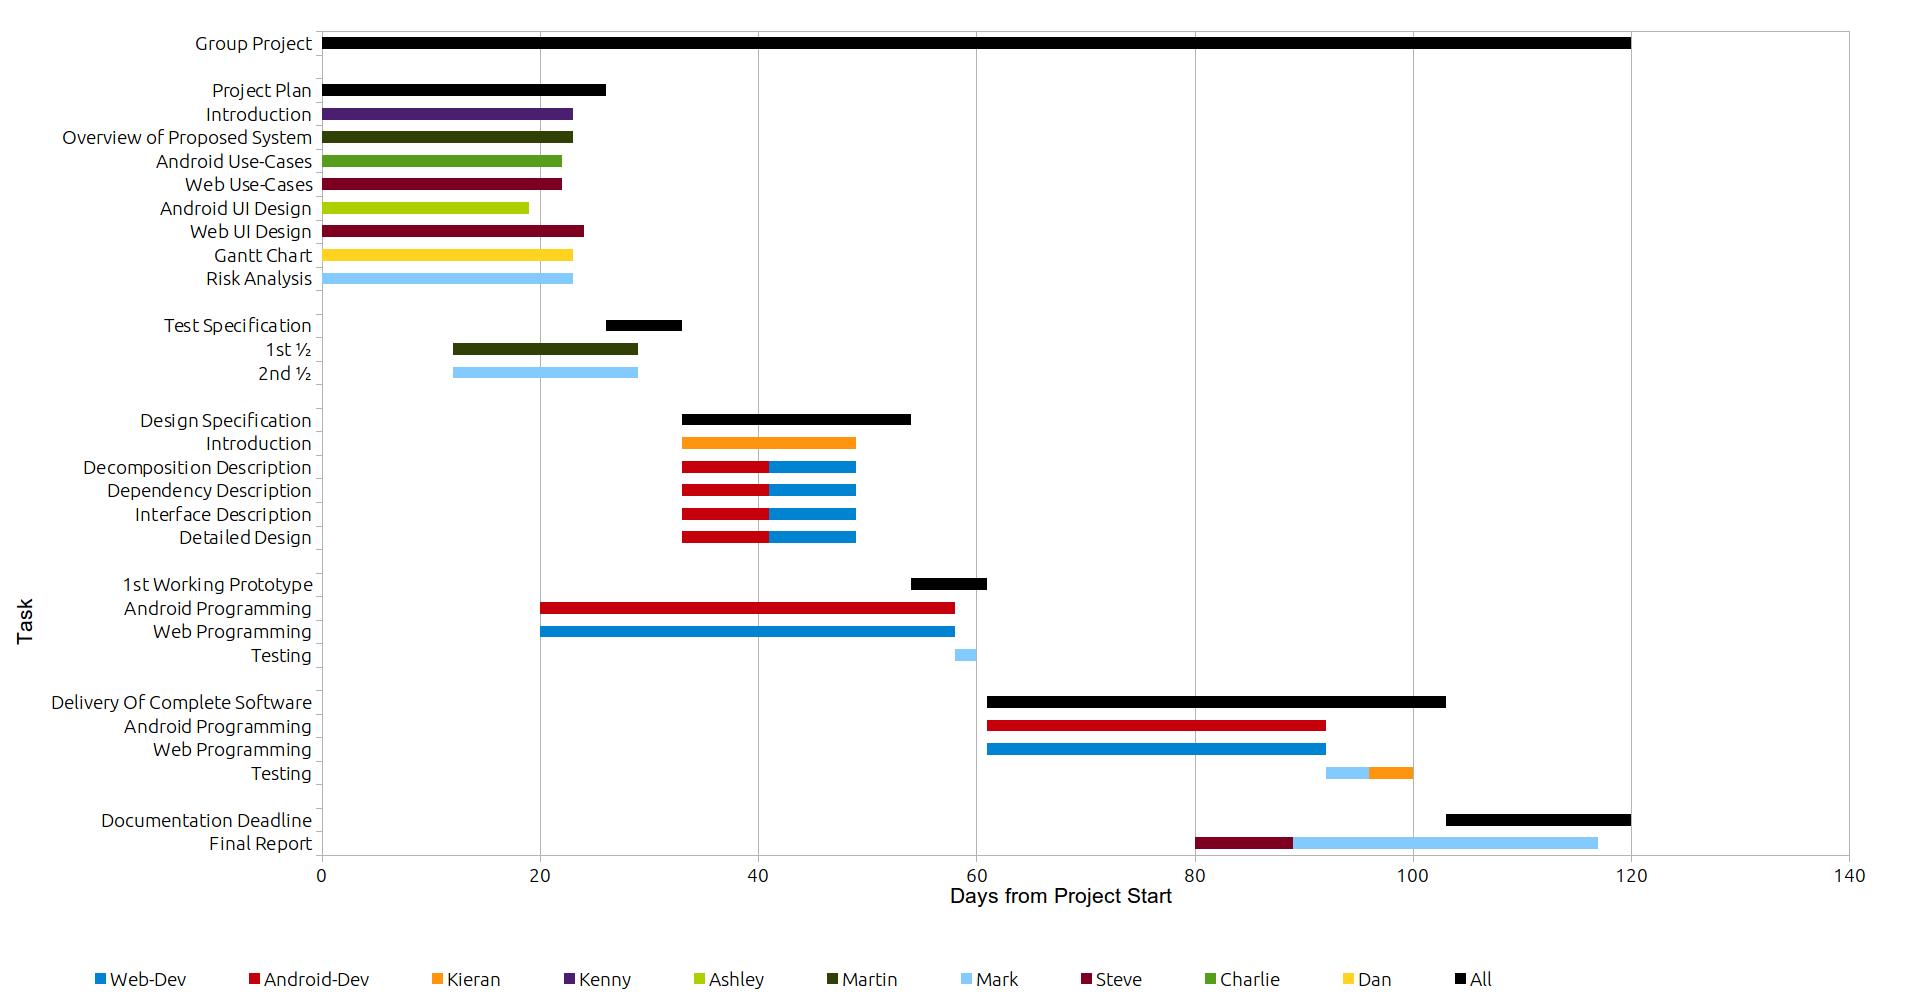 Group Project
Project Plan
Introduction
Overview of Proposed System
Android Use-Cases
Web Use-Cases
Android UI Design
Web UI Design
Gantt Chart
Risk Analysis
Test Specification
1st ½
2nd ½
Design Specification
Introduction
Decomposition Description
Dependency Description
Interface Description
Detailed Design
1st Working Prototype
Android Programming
Web Programming
Testing
Delivery Of Complete Software
Android Programming
Web Programming
Testing
Documentation Deadline
Final Report
Task
0 20 40 60 80 100 120 140
Days from Project Start
Web-Dev Android-Dev Kieran Kenny Ashley Martin Mark Steve Charlie Dan All